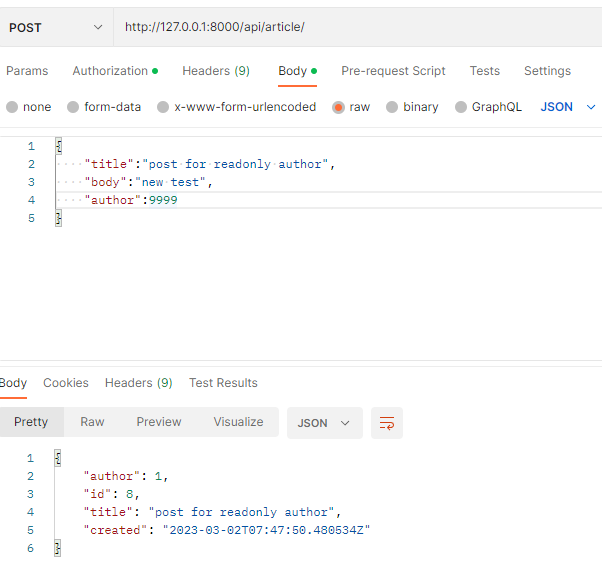 POST http://127.0.0.1:8000/api/article/
Params Authorization Headers (9) Body Pre-request Script Tests Settings
none form-data x-www-form-urlencoded raw binary GraphQL JSON
1 {
2 "title":"post for readonly author",
3 "body":"new test",
4 "author":9999
5 }
Body Cookies Headers (9) Test Results
Pretty Raw Preview Visualize JSON
1 {
2 "author": 1,
3 "id": 8,
4 "title": "post for readonly author",
5 "created": "2023-03-02T07:47:50.480534Z"
6 }